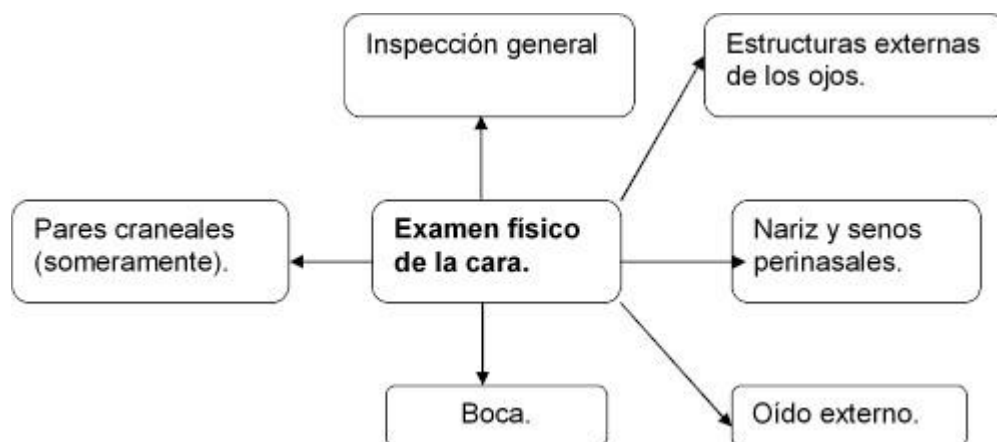 Inspección general
Estructuras externas
de los ojos.
Pares craneales
(someramente).
Examen físico
de la cara.
Nariz y senos
perinasales.
Boca.
Oído externo.